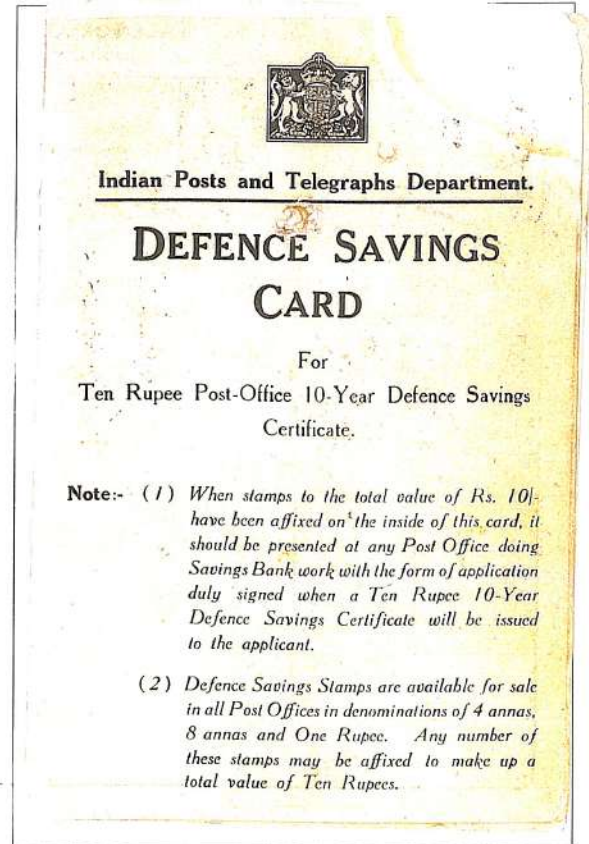 Indian Posts and Telegraphs Department.
DEFENCE SAVINGS
CARD
For
Ten Rupee Post-Office 10-Year Defence Savings
Certificate.
Note:- (1) When stamps to the total value of Rs. 10/-
have been affixed on the inside of this card, it
should be presented at any Post Office doing
Savings Bank work with the form of application
duly signed when a Ten Rupee 10-Year
Defence Savings Certificate will be issued
to the applicant.
(2) Defence Savings Stamps are available for sale
in all Post Offices in denominations of 4 annas,
8 annas and One Rupee. Any number of
these stamps may be affixed to make up a
total value of Ten Rupees.